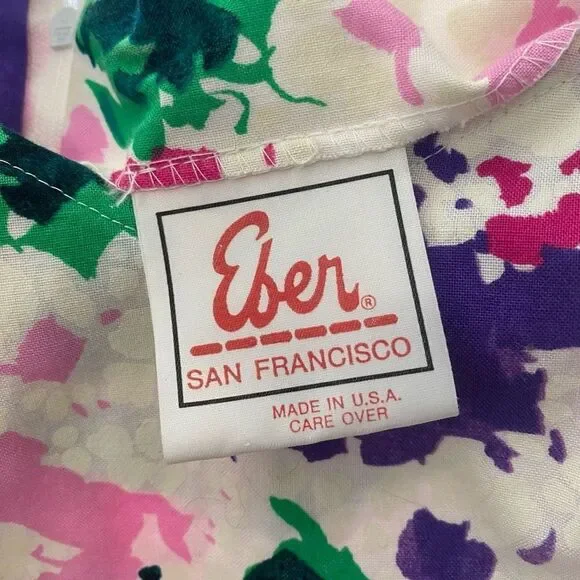 Eber®
SAN FRANCISCO
MADE IN U.S.A.
CARE OVER